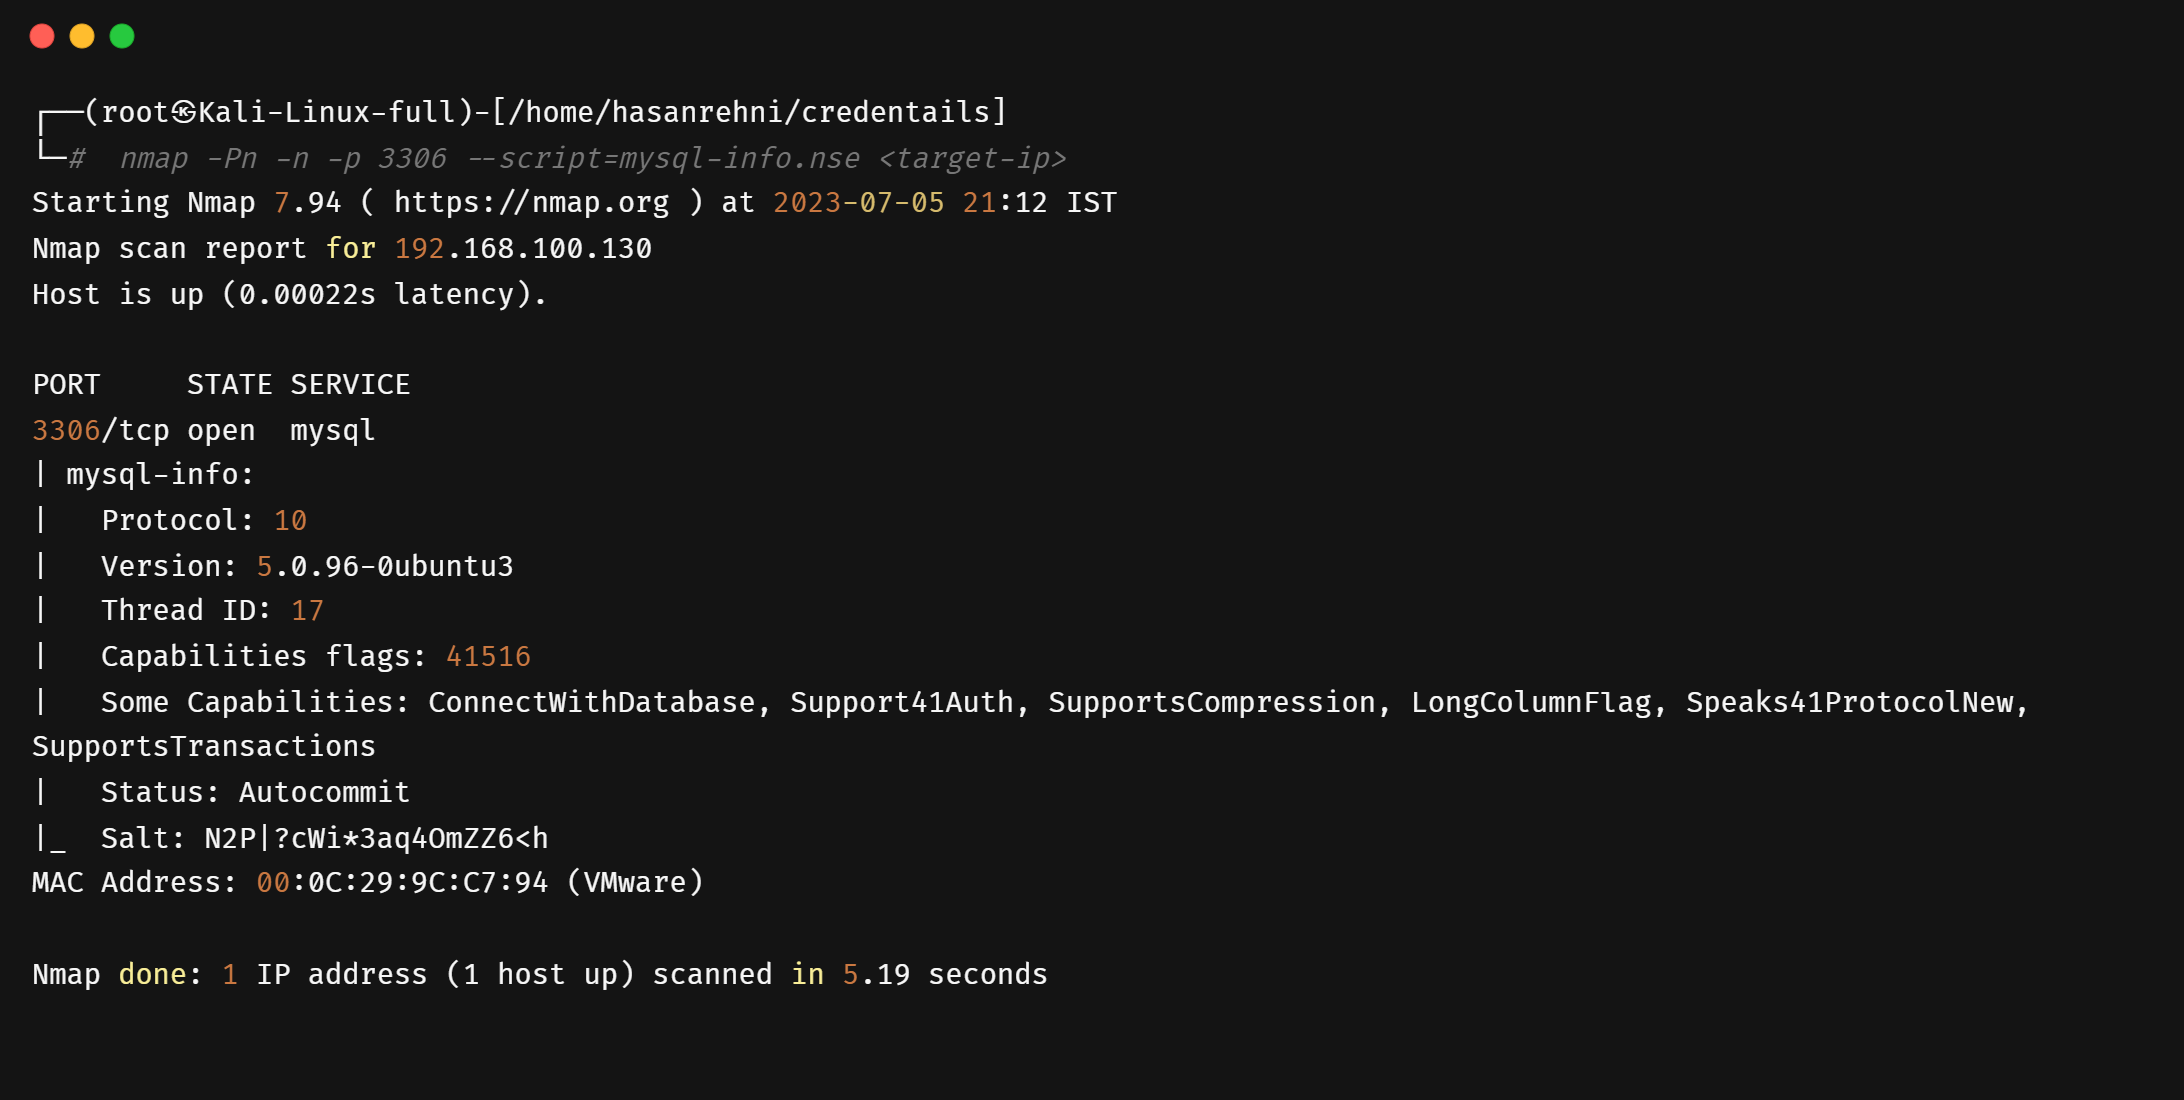 ┌──(root㉿Kali-Linux-full)-[/home/hasanrehni/credentails]
└─#  nmap -Pn -n -p 3306 --script=mysql-info.nse <target-ip>
Starting Nmap 7.94 ( https://nmap.org ) at 2023-07-05 21:12 IST
Nmap scan report for 192.168.100.130
Host is up (0.00022s latency).

PORT     STATE SERVICE
3306/tcp open  mysql
| mysql-info:
|   Protocol: 10
|   Version: 5.0.96-0ubuntu3
|   Thread ID: 17
|   Capabilities flags: 41516
|   Some Capabilities: ConnectWithDatabase, Support41Auth, SupportsCompression, LongColumnFlag, Speaks41ProtocolNew,
SupportsTransactions
|   Status: Autocommit
|_  Salt: N2P|?cWi*3aq4OmZZ6<h
MAC Address: 00:0C:29:9C:C7:94 (VMware)

Nmap done: 1 IP address (1 host up) scanned in 5.19 seconds